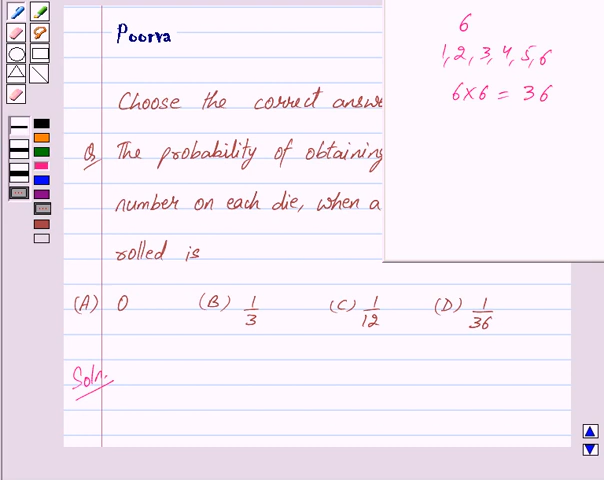 Poorva
6
1,2,3,4,5,6
6×6 = 36
Choose the correct answe
Q. The probability of obtaining
number on each die, when a
rolled is
(A) 0 (B) 1/3 (C) 1/12 (D) 1/36
Soln.